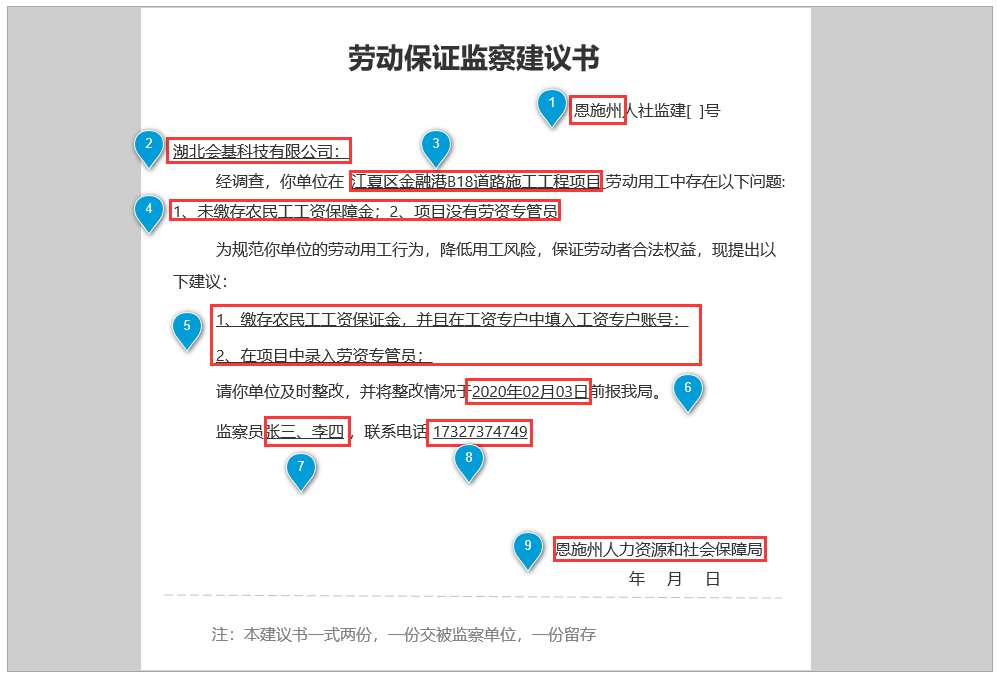 劳动保证监察建议书
1 恩施州人社监建[ ]号
2 湖北会基科技有限公司： 3
经调查，你单位在 江夏区金融港B18道路施工工程项目 劳动用工中存在以下问题:
4 1、未缴存农民工工资保障金；2、项目没有劳资专管员
为规范你单位的劳动用工行为，降低用工风险，保证劳动者合法权益，现提出以
下建议：
5 1、缴存农民工工资保证金，并且在工资专户中填入工资专户账号：
2、在项目中录入劳资专管员；
请你单位及时整改，并将整改情况于2020年02月03日前报我局。 6
监察员张三、李四 ，联系电话 17327374749
7 8
9 恩施州人力资源和社会保障局
年 月 日
注：本建议书一式两份，一份交被监察单位，一份留存